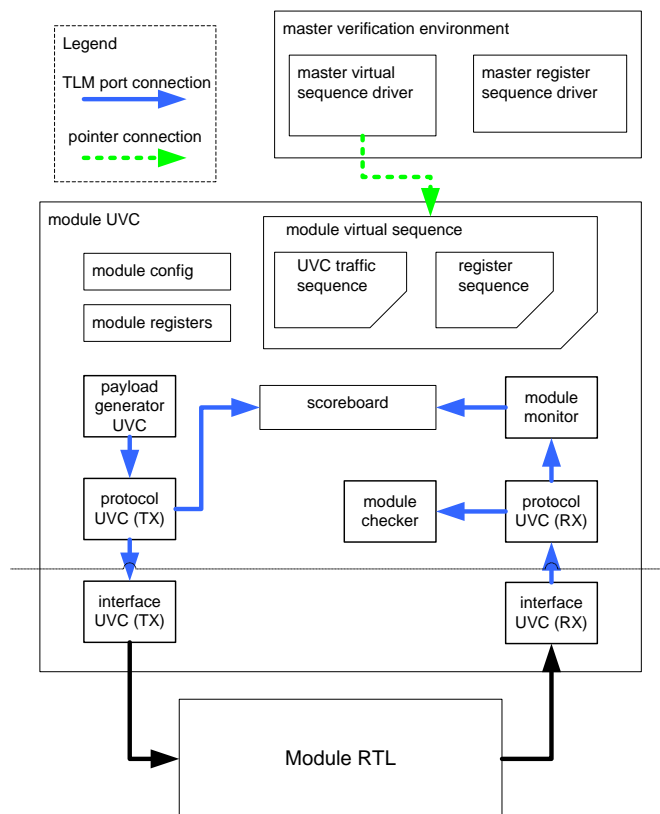 Legend
TLM port connection
pointer connection
master verification environment
master virtual
sequence driver
master register
sequence driver
module UVC
module config
module registers
module virtual sequence
UVC traffic
sequence
register
sequence
payload
generator
UVC
scoreboard
module
monitor
protocol
UVC (TX)
module
checker
protocol
UVC (RX)
interface
UVC (TX)
interface
UVC (RX)
Module RTL